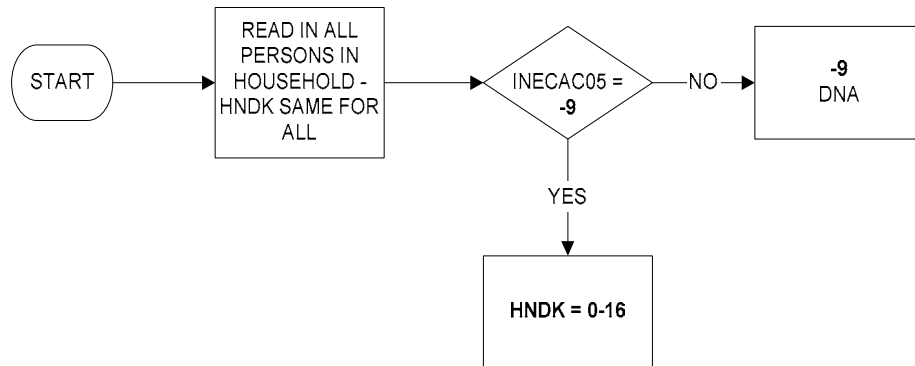 START
READ IN ALL
PERSONS IN
HOUSEHOLD -
HNDK SAME FOR
ALL
INECAC05 =
-9
NO
-9
DNA
YES
HNDK = 0-16